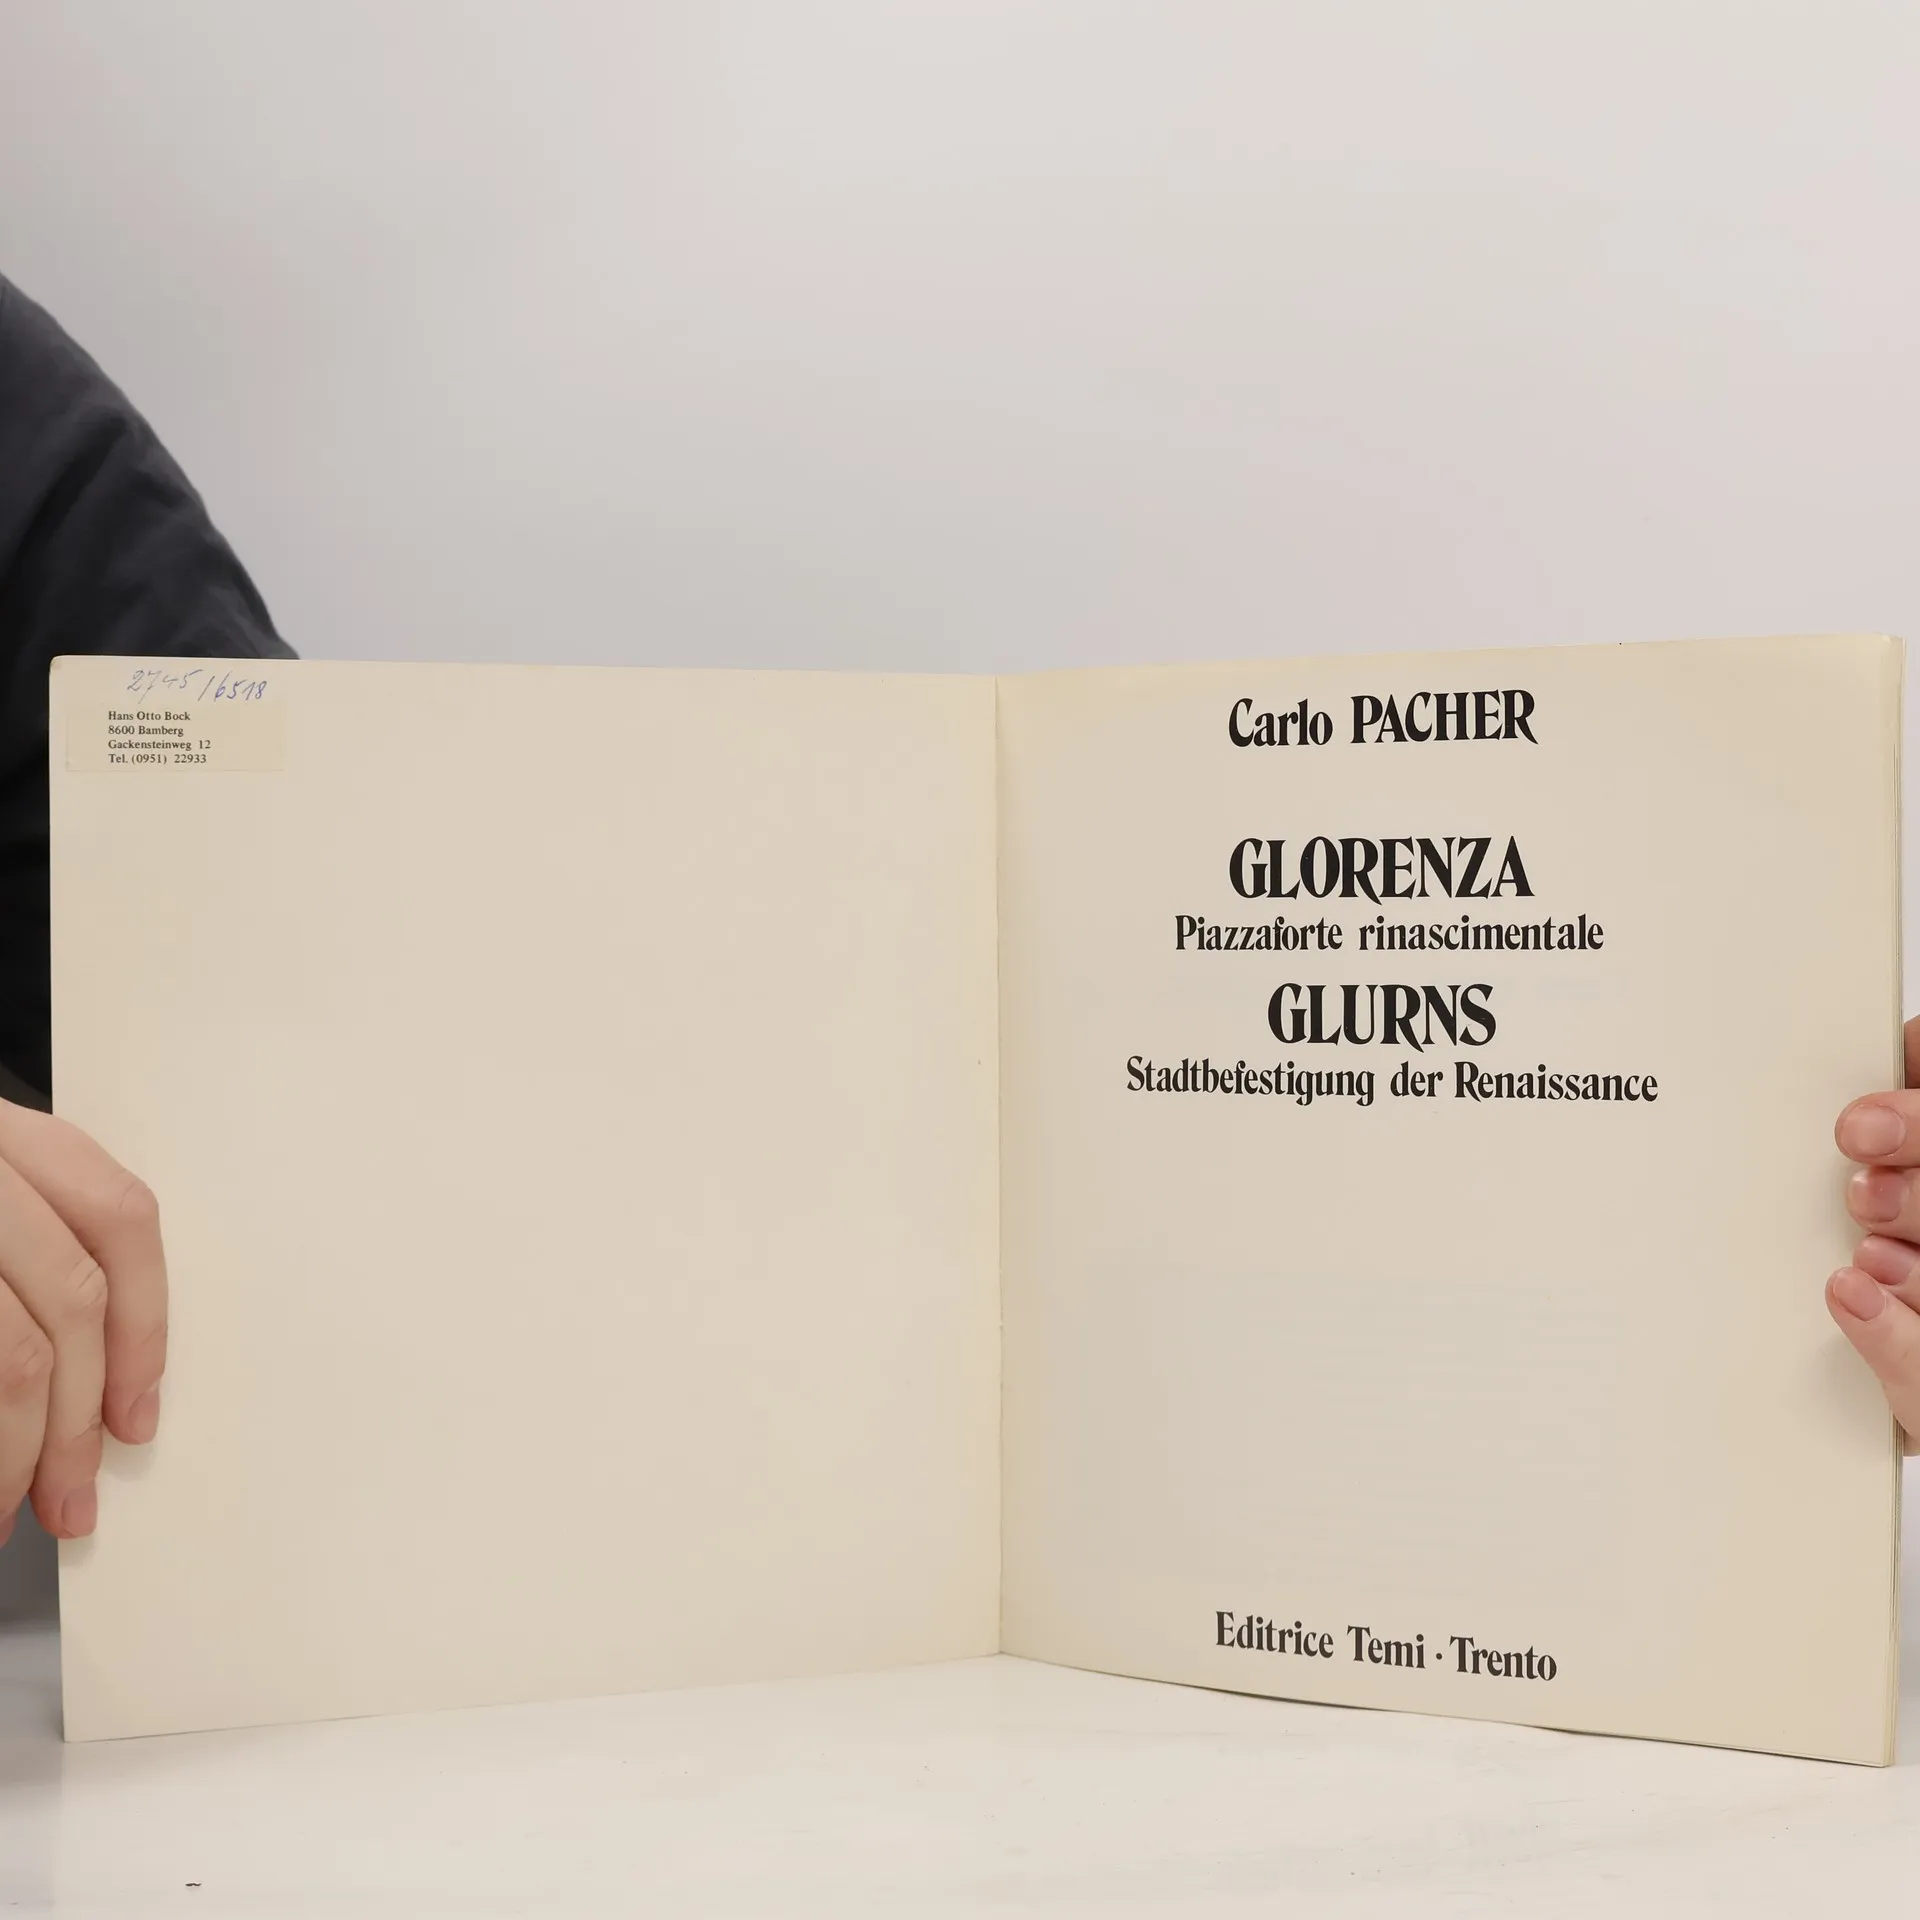 2745/6518
Hans Otto Bock
8600 Bamberg
Gackensteinweg 12
Tel. (0951) 22933
Carlo PACHER
GLORENZA
Piazzaforte rinascimentale
GLURNS
Stadtbefestigung der Renaissance
Editrice Temi · Trento